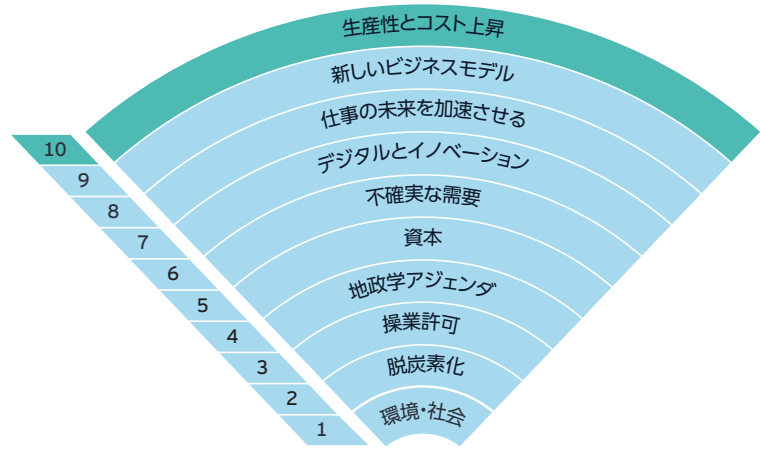 生産性とコスト上昇
新しいビジネスモデル
仕事の未来を加速させる
デジタルとイノベーション
不確実な需要
資本
地政学アジェンダ
操業許可
脱炭素化
環境・社会
10
9
8
7
6
5
4
3
2
1